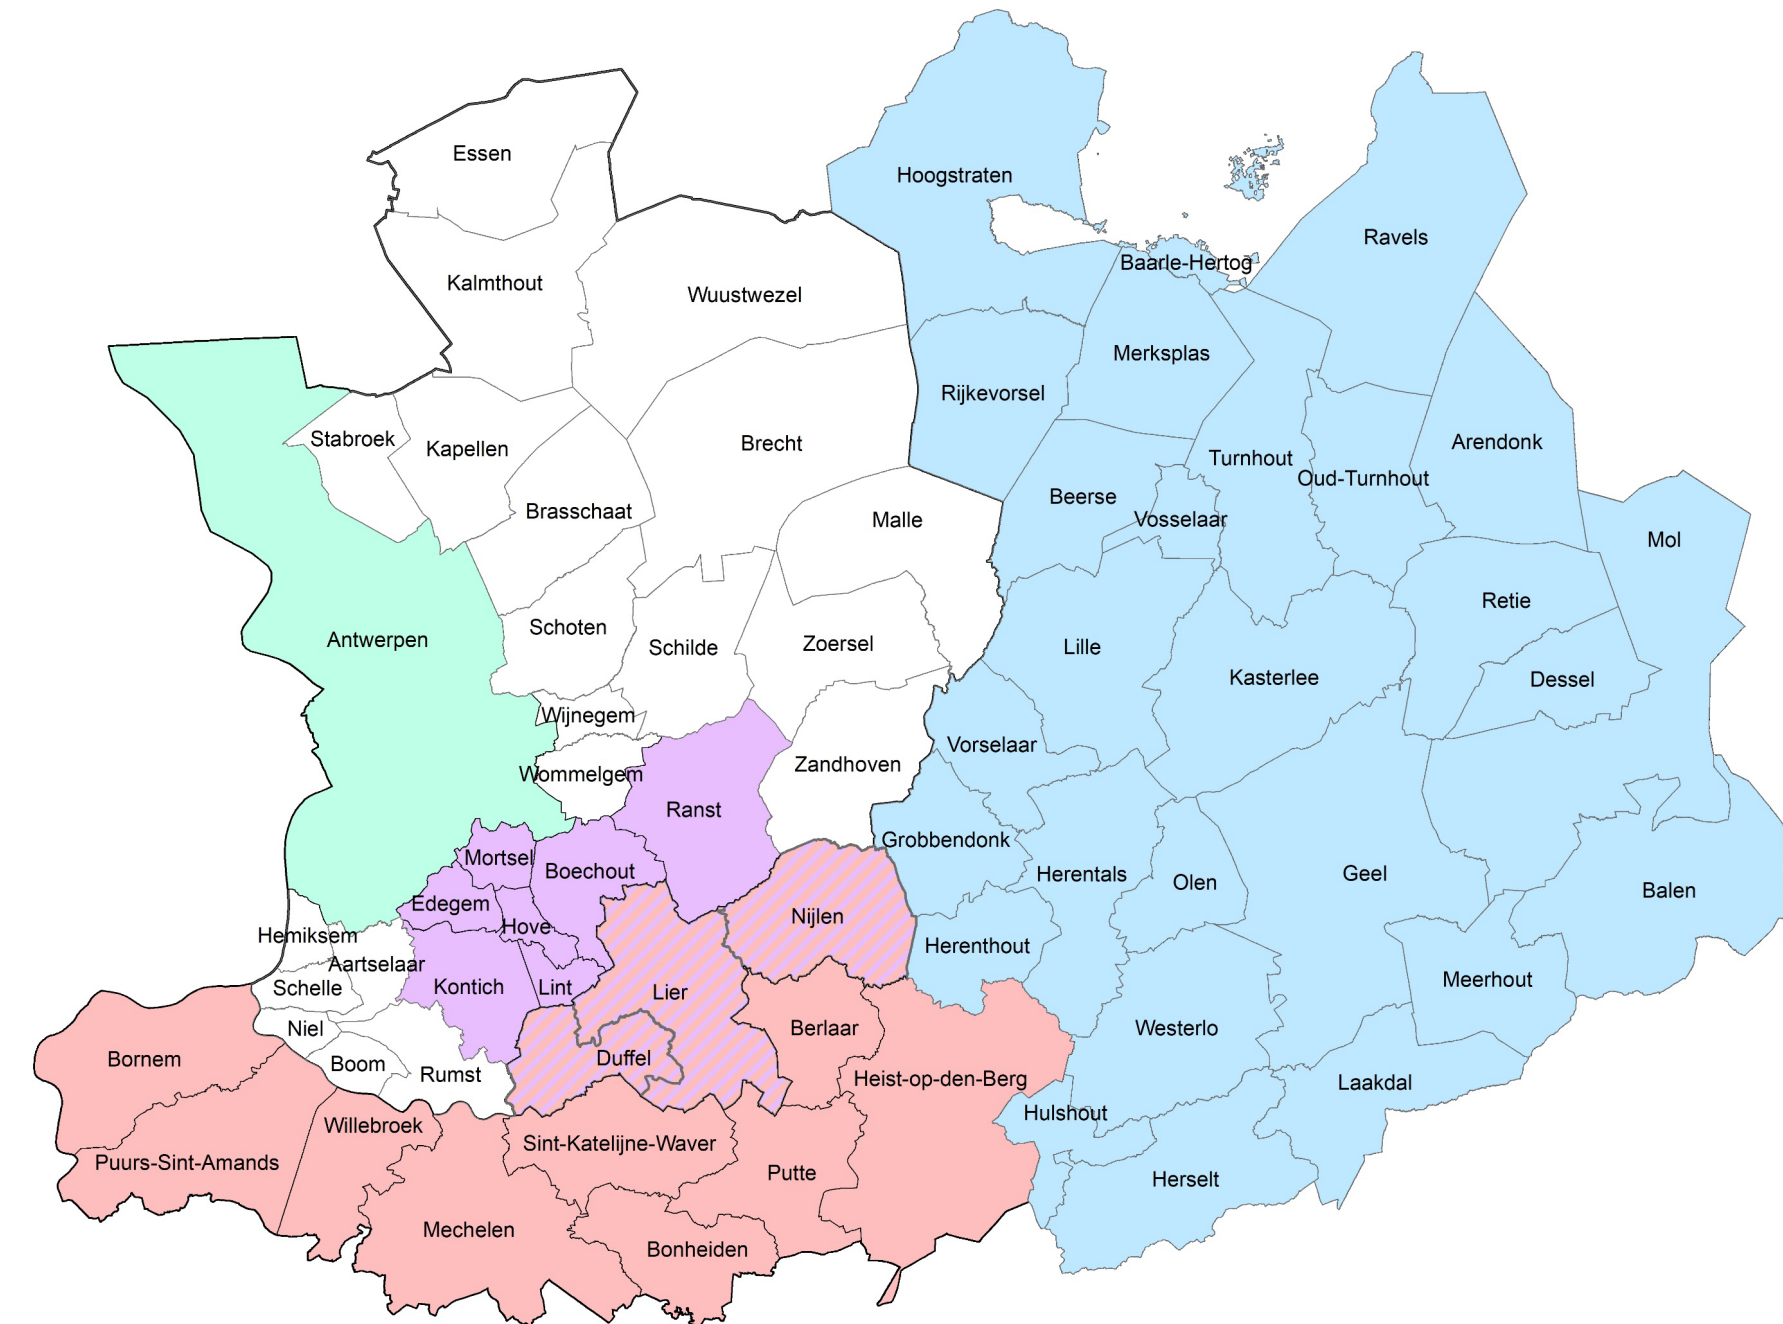 Essen
Hoogstraten
Ravels
Baarle-Hertog
Kalmthout
Wuustwezel
Merksplas
Rijkevorsel
Stabroek
Kapellen
Brecht
Arendonk
Turnhout
Oud-Turnhout
Beerse
Brasschaat
Malle
Vosselaar
Mol
Retie
Schoten
Antwerpen
Zoersel
Schilde
Lille
Kasterlee
Dessel
Wijnegem
Vorselaar
Zandhoven
Wommelgem
Ranst
Grobbendonk
Mortsel
Boechout
Herentals
Geel
Olen
Balen
Edegem
Nijlen
Hove
Hemiksem
Herenthout
Aartselaar
Meerhout
Schelle
Kontich
Lint
Lier
Niel
Berlaar
Westerlo
Bornem
Boom
Duffel
Rumst
Heist-op-den-Berg
Laakdal
Hulshout
Willebroek
Sint-Katelijne-Waver
Puurs-Sint-Amands
Putte
Herselt
Mechelen
Bonheiden